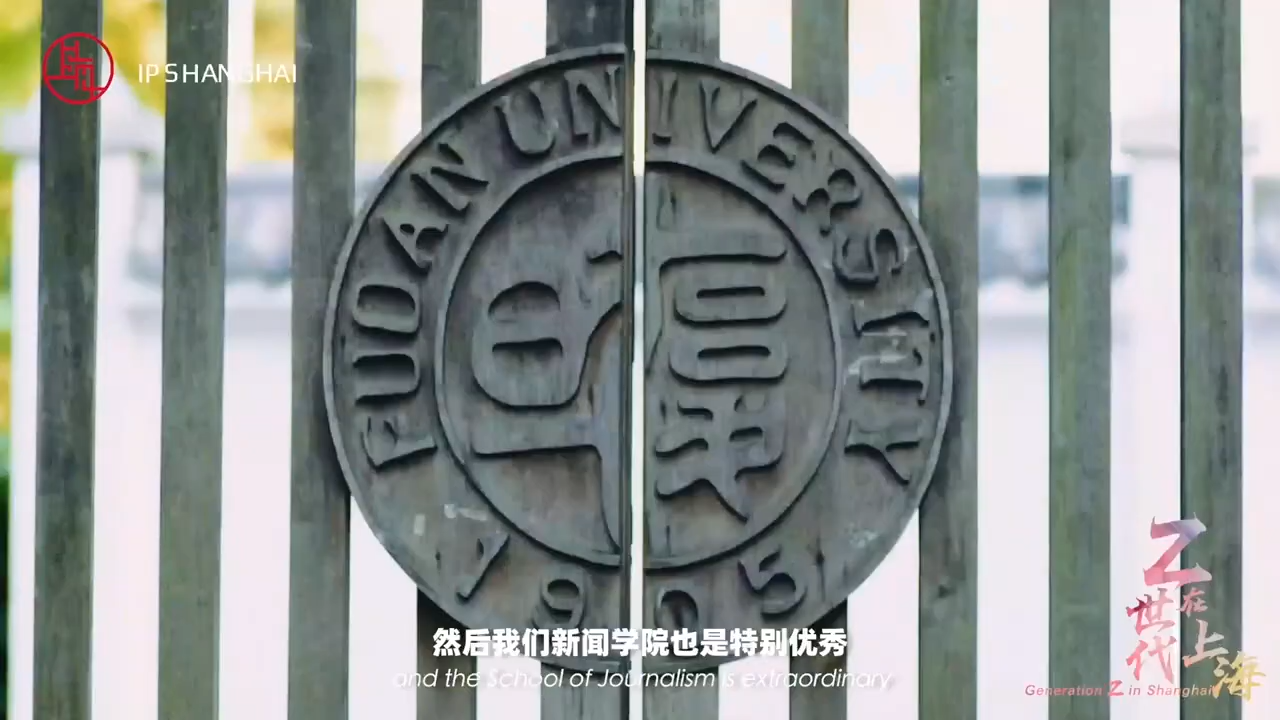 IP SHANGHAI
FUDAN UNIVERSITY
復旦
1905
然后我们新闻学院也是特别优秀
and the School of Journalism is extraordinary
Z世代在上海
Generation Z in Shanghai